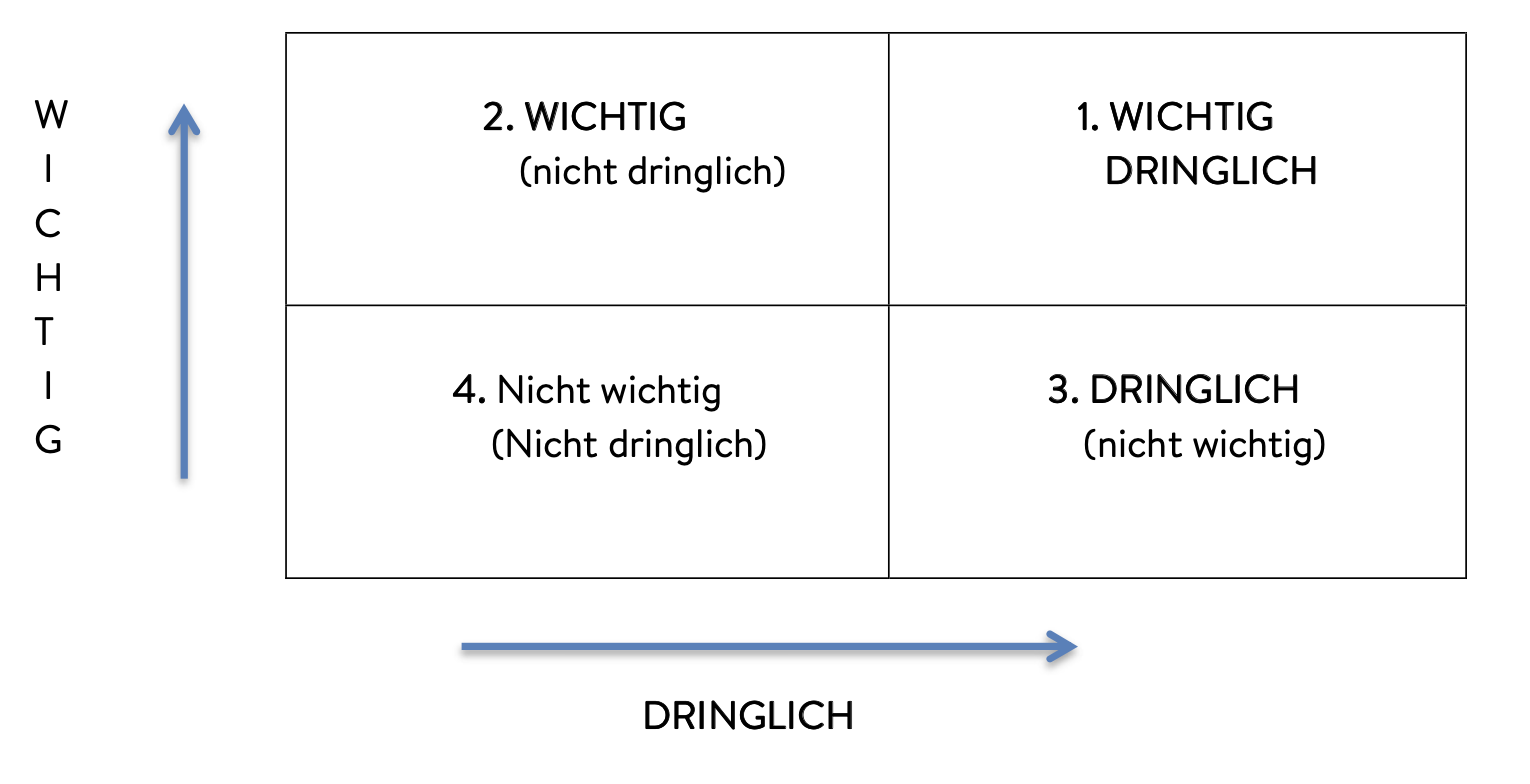 W
I
C
H
T
I
G
2. WICHTIG
(nicht dringlich)
1. WICHTIG
DRINGLICH
4. Nicht wichtig
(Nicht dringlich)
3. DRINGLICH
(nicht wichtig)
DRINGLICH